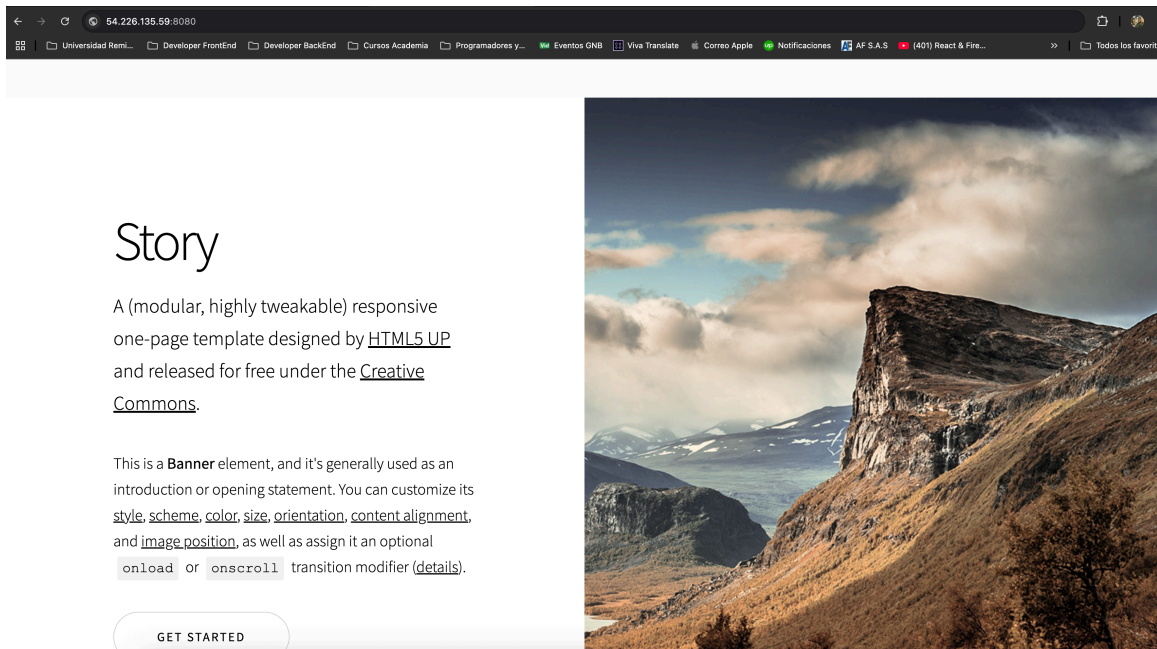 54.226.135.59:8080
Universidad Remi... Developer FrontEnd Developer BackEnd Cursos Academia Programadores y... Eventos GNB Viva Translate Correo Apple Notificaciones AF S.A.S (401) React & Fire... » Todos los favorit
Story
A (modular, highly tweakable) responsive
one-page template designed by HTML5 UP
and released for free under the Creative
Commons.
This is a Banner element, and it's generally used as an
introduction or opening statement. You can customize its
style, scheme, color, size, orientation, content alignment,
and image position, as well as assign it an optional
onload or onscroll transition modifier (details).
GET STARTED